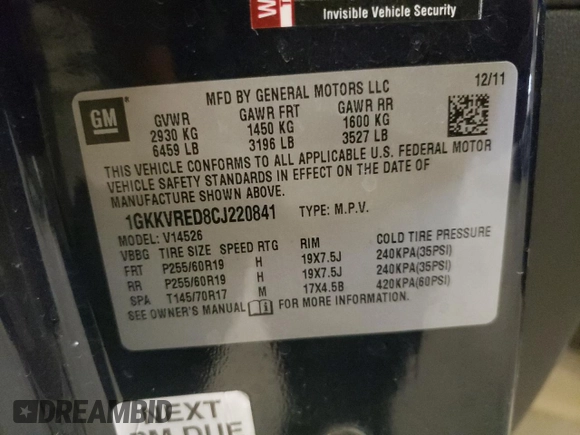 Invisible Vehicle Security
MFD BY GENERAL MOTORS LLC 12/11
GM
GVWR GAWR FRT GAWR RR
2930 KG 1450 KG 1600 KG
6459 LB 3196 LB 3527 LB
THIS VEHICLE CONFORMS TO ALL APPLICABLE U.S. FEDERAL MOTOR
VEHICLE SAFETY STANDARDS IN EFFECT ON THE DATE OF
MANUFACTURE SHOWN ABOVE.
1GKKVRED8CJ220841 TYPE: M.P.V.
MODEL: V14526
VBBG TIRE SIZE SPEED RTG RIM COLD TIRE PRESSURE
FRT P255/60R19 H 19X7.5J 240KPA(35PSI)
RR P255/60R19 H 19X7.5J 240KPA(35PSI)
SPA T145/70R17 M 17X4.5B 420KPA(60PSI)
SEE OWNER'S MANUAL FOR MORE INFORMATION.
NEXT
DUE
DREAMBID